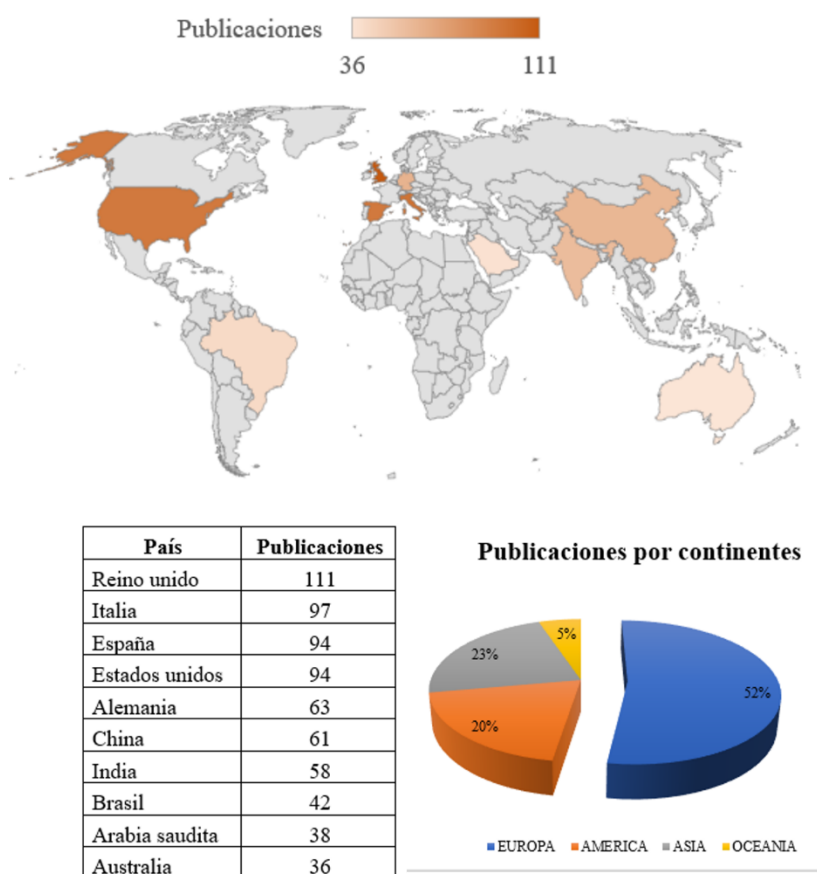 Publicaciones
36 111
País Publicaciones
Reino unido 111
Italia 97
España 94
Estados unidos 94
Alemania 63
China 61
India 58
Brasil 42
Arabia saudita 38
Australia 36
Publicaciones por continentes
5%
23%
52%
20%
EUROPA AMERICA ASIA OCEANIA